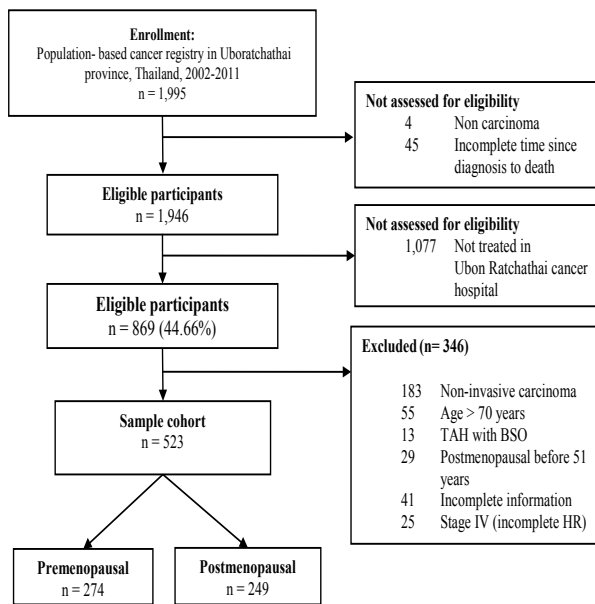 Enrollment:
Population- based cancer registry in Uboratchathai
province, Thailand, 2002-2011
n = 1,995
Not assessed for eligibility
4 Non carcinoma
45 Incomplete time since
diagnosis to death
Eligible participants
n = 1,946
Not assessed for eligibility
1,077 Not treated in
Ubon Ratchathai cancer
hospital
Eligible participants
n = 869 (44.66%)
Excluded (n= 346)
183 Non-invasive carcinoma
55 Age > 70 years
13 TAH with BSO
29 Postmenopausal before 51
years
41 Incomplete information
25 Stage IV (incomplete HR)
Sample cohort
n = 523
Premenopausal
n = 274
Postmenopausal
n = 249